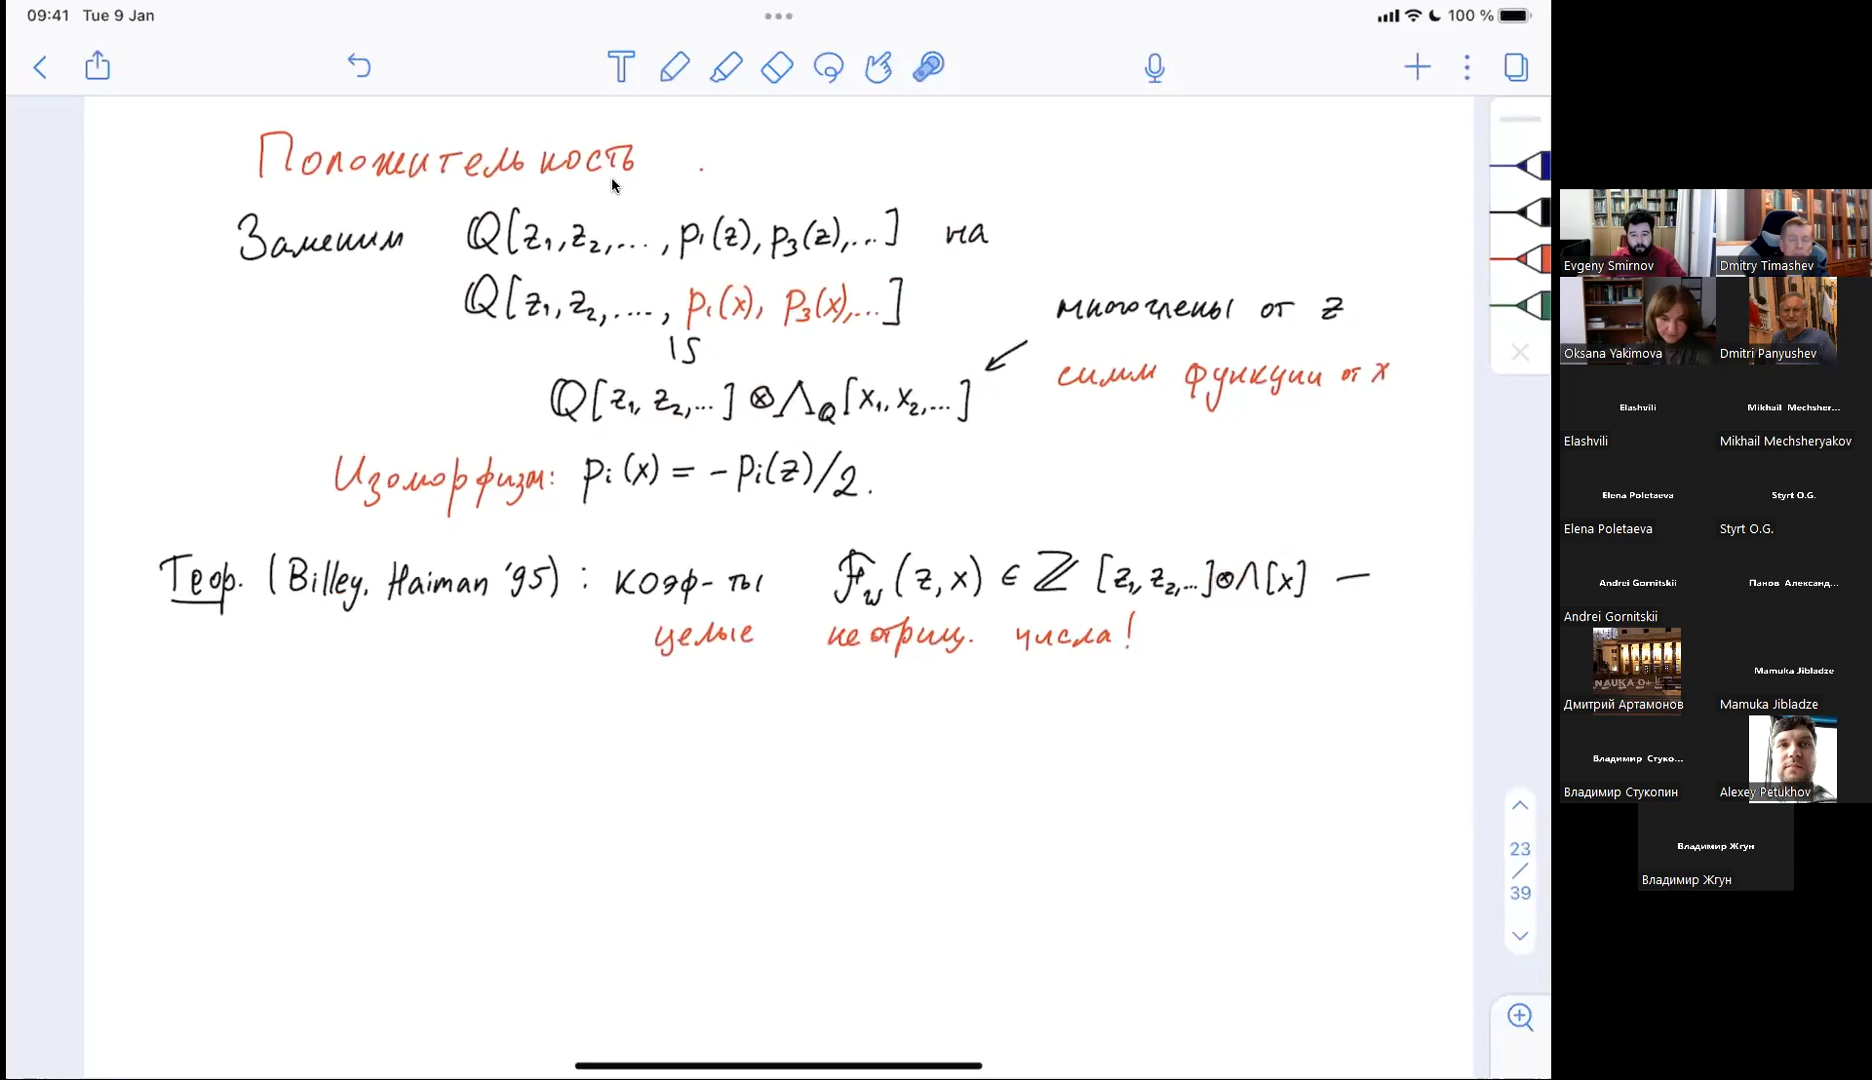 09:41 Tue 9 Jan
100 %
Положительность .
Заменим ℚ[z₁, z₂, ... , p₁(z), p₃(z), ...] на
ℚ[z₁, z₂, ..., p₁(x), p₃(x), ...]
многочлены от z
симм функции от x
ℚ[z₁, z₂, ...] ⊗ Λ_ℚ[x₁, x₂, ...]
Изоморфизм: pᵢ(x) = - pᵢ(z)/2.
Теор. (Billey, Haiman '95) : коэф-ты 𝔉_w(z, x) ∈ ℤ [z₁, z₂, ...]⊗Λ[x] —
целые неотриц. числа!
23
/
39
Evgeny Smirnov
Dmitry Timashev
Oksana Yakimova
Dmitri Panyushev
Elashvili
Mikhail Mechsher...
Elashvili
Mikhail Mechsheryakov
Elena Poletaeva
Styrt O.G.
Elena Poletaeva
Styrt O.G.
Andrei Gornitskii
Панов Александ...
Andrei Gornitskii
NAUKA 0+
Mamuka Jibladze
Дмитрий Артамонов
Mamuka Jibladze
Владимир Стуко...
Владимир Стукопин
Alexey Petukhov
Владимир Жгун
Владимир Жгун